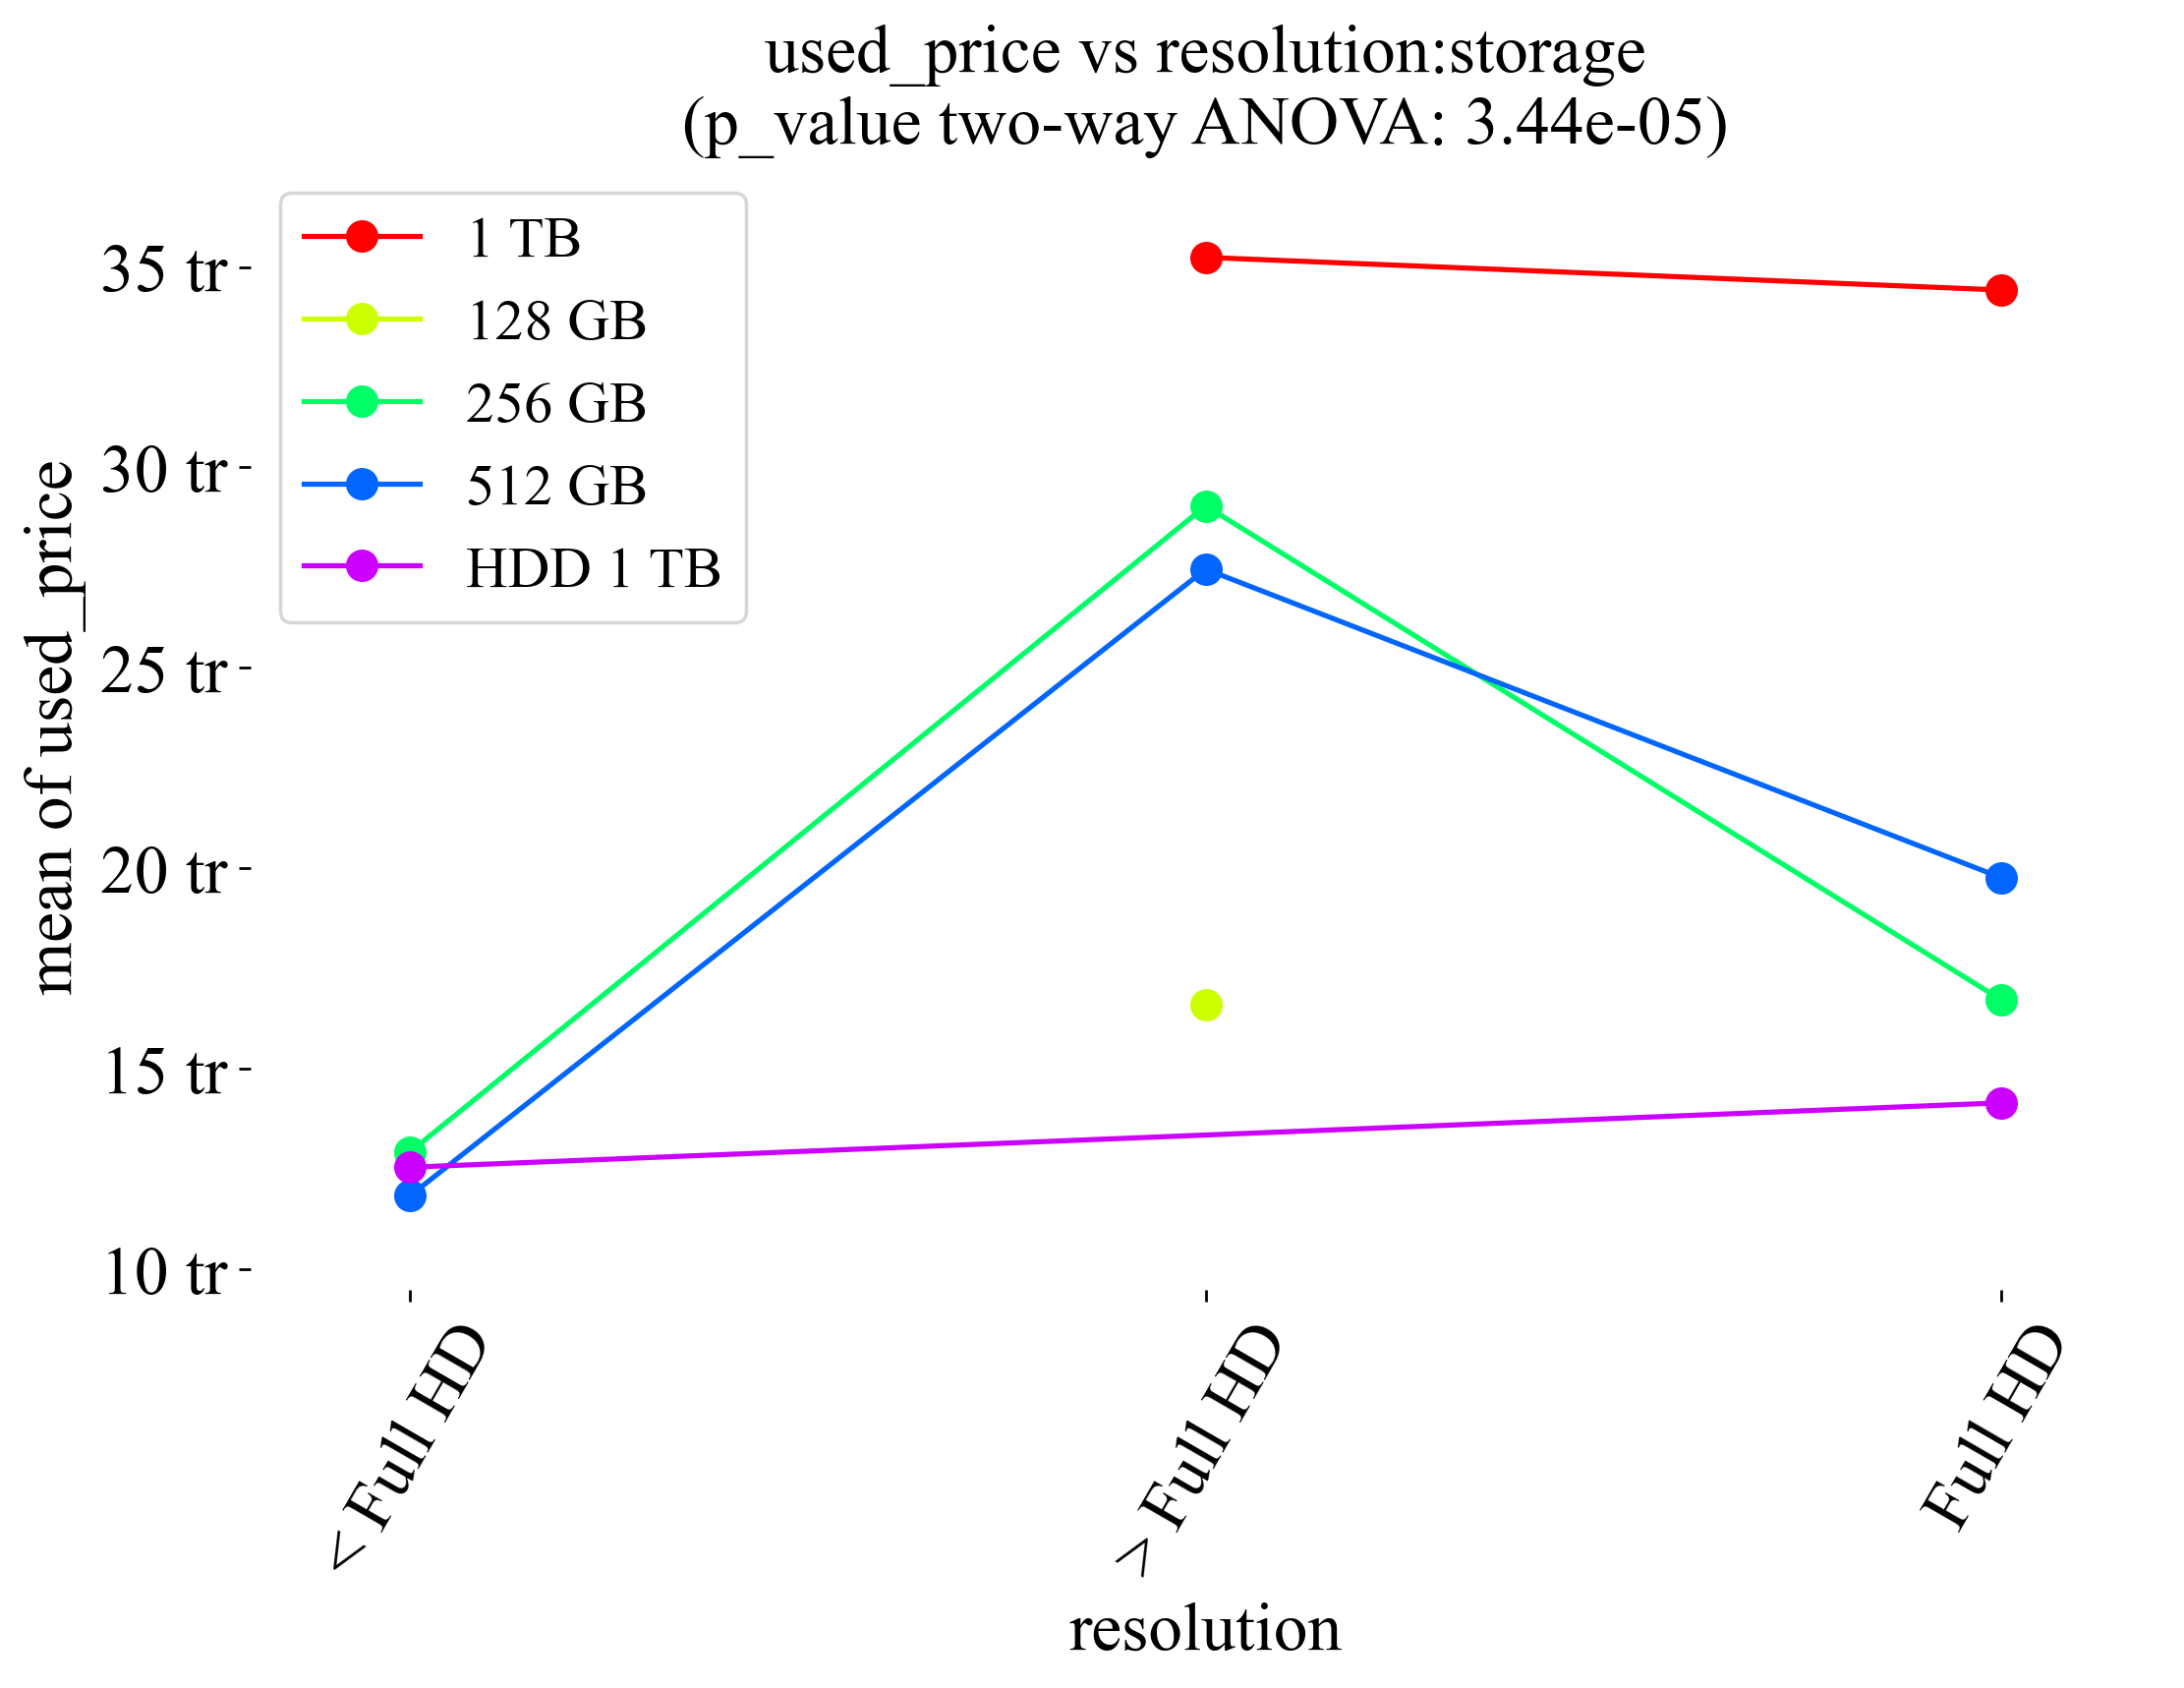 used_price vs resolution:storage
(p_value two-way ANOVA: 3.44e-05)
1 TB
128 GB
256 GB
512 GB
HDD 1 TB
35 tr
30 tr
25 tr
20 tr
15 tr
10 tr
mean of used_price
< Full HD
> Full HD
Full HD
resolution